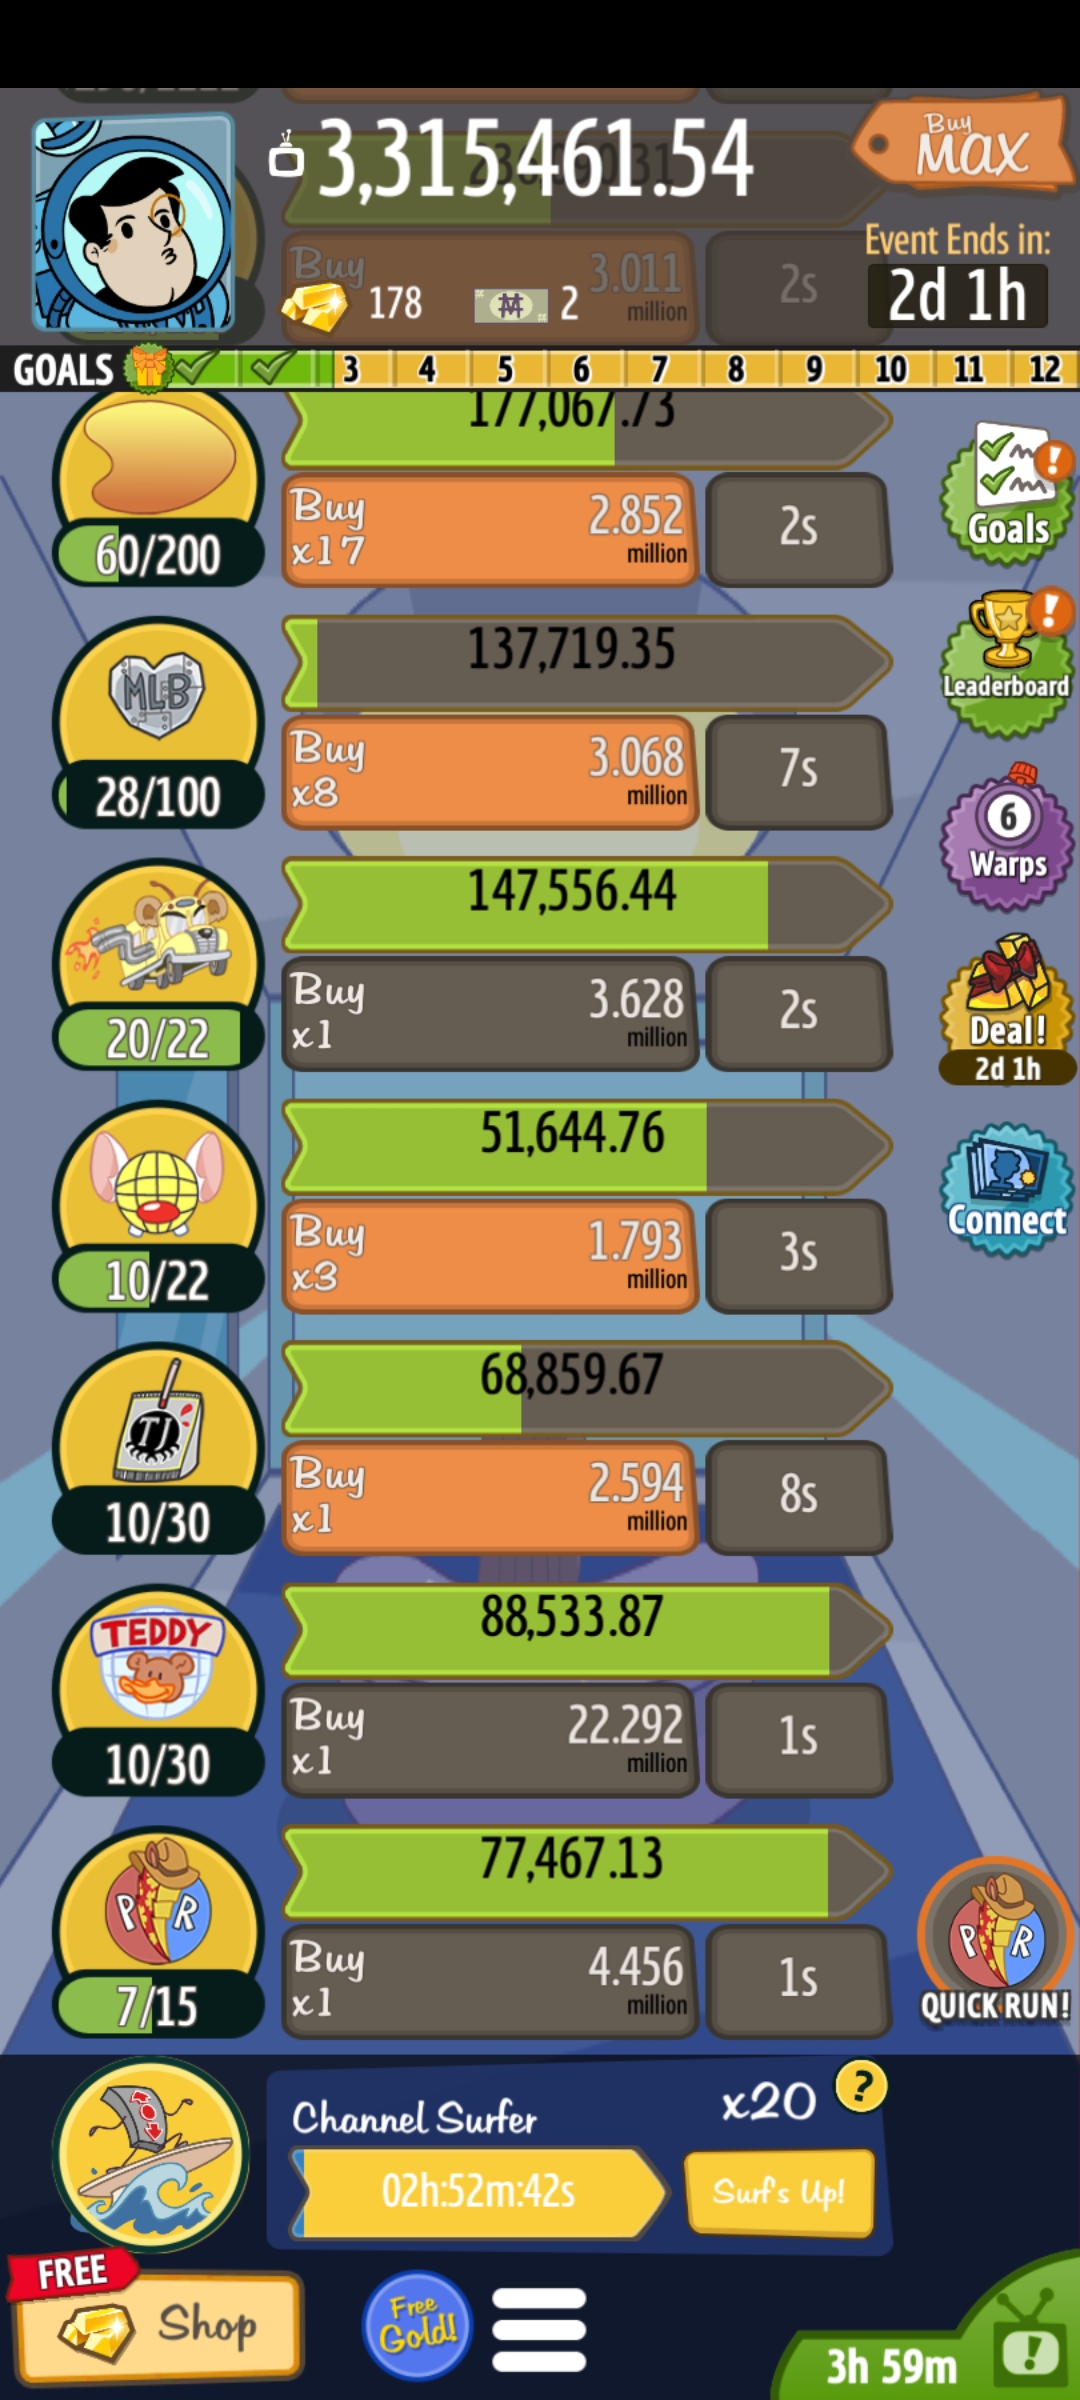 3,315,461.54
Buy
MAX
Event Ends in:
2d 1h
Buy
3.011
million
2s
178
2
GOALS
3 4 5 6 7 8 9 10 11 12
177,067.73
60/200
Buy
x17
2.852
million
2s
Goals
MLB
28/100
137,719.35
Buy
x8
3.068
million
7s
Leaderboard
6
Warps
20/22
147,556.44
Buy
x1
3.628
million
2s
Deal!
2d 1h
10/22
51,644.76
Buy
x3
1.793
million
3s
Connect
TJ
10/30
68,859.67
Buy
x1
2.594
million
8s
TEDDY
10/30
88,533.87
Buy
x1
22.292
million
1s
P R
7/15
77,467.13
Buy
x1
4.456
million
1s
P R
QUICK RUN!
Channel Surfer
x20
?
02h:52m:42s
Surf's Up!
FREE
Shop
Free
Gold!
3h 59m